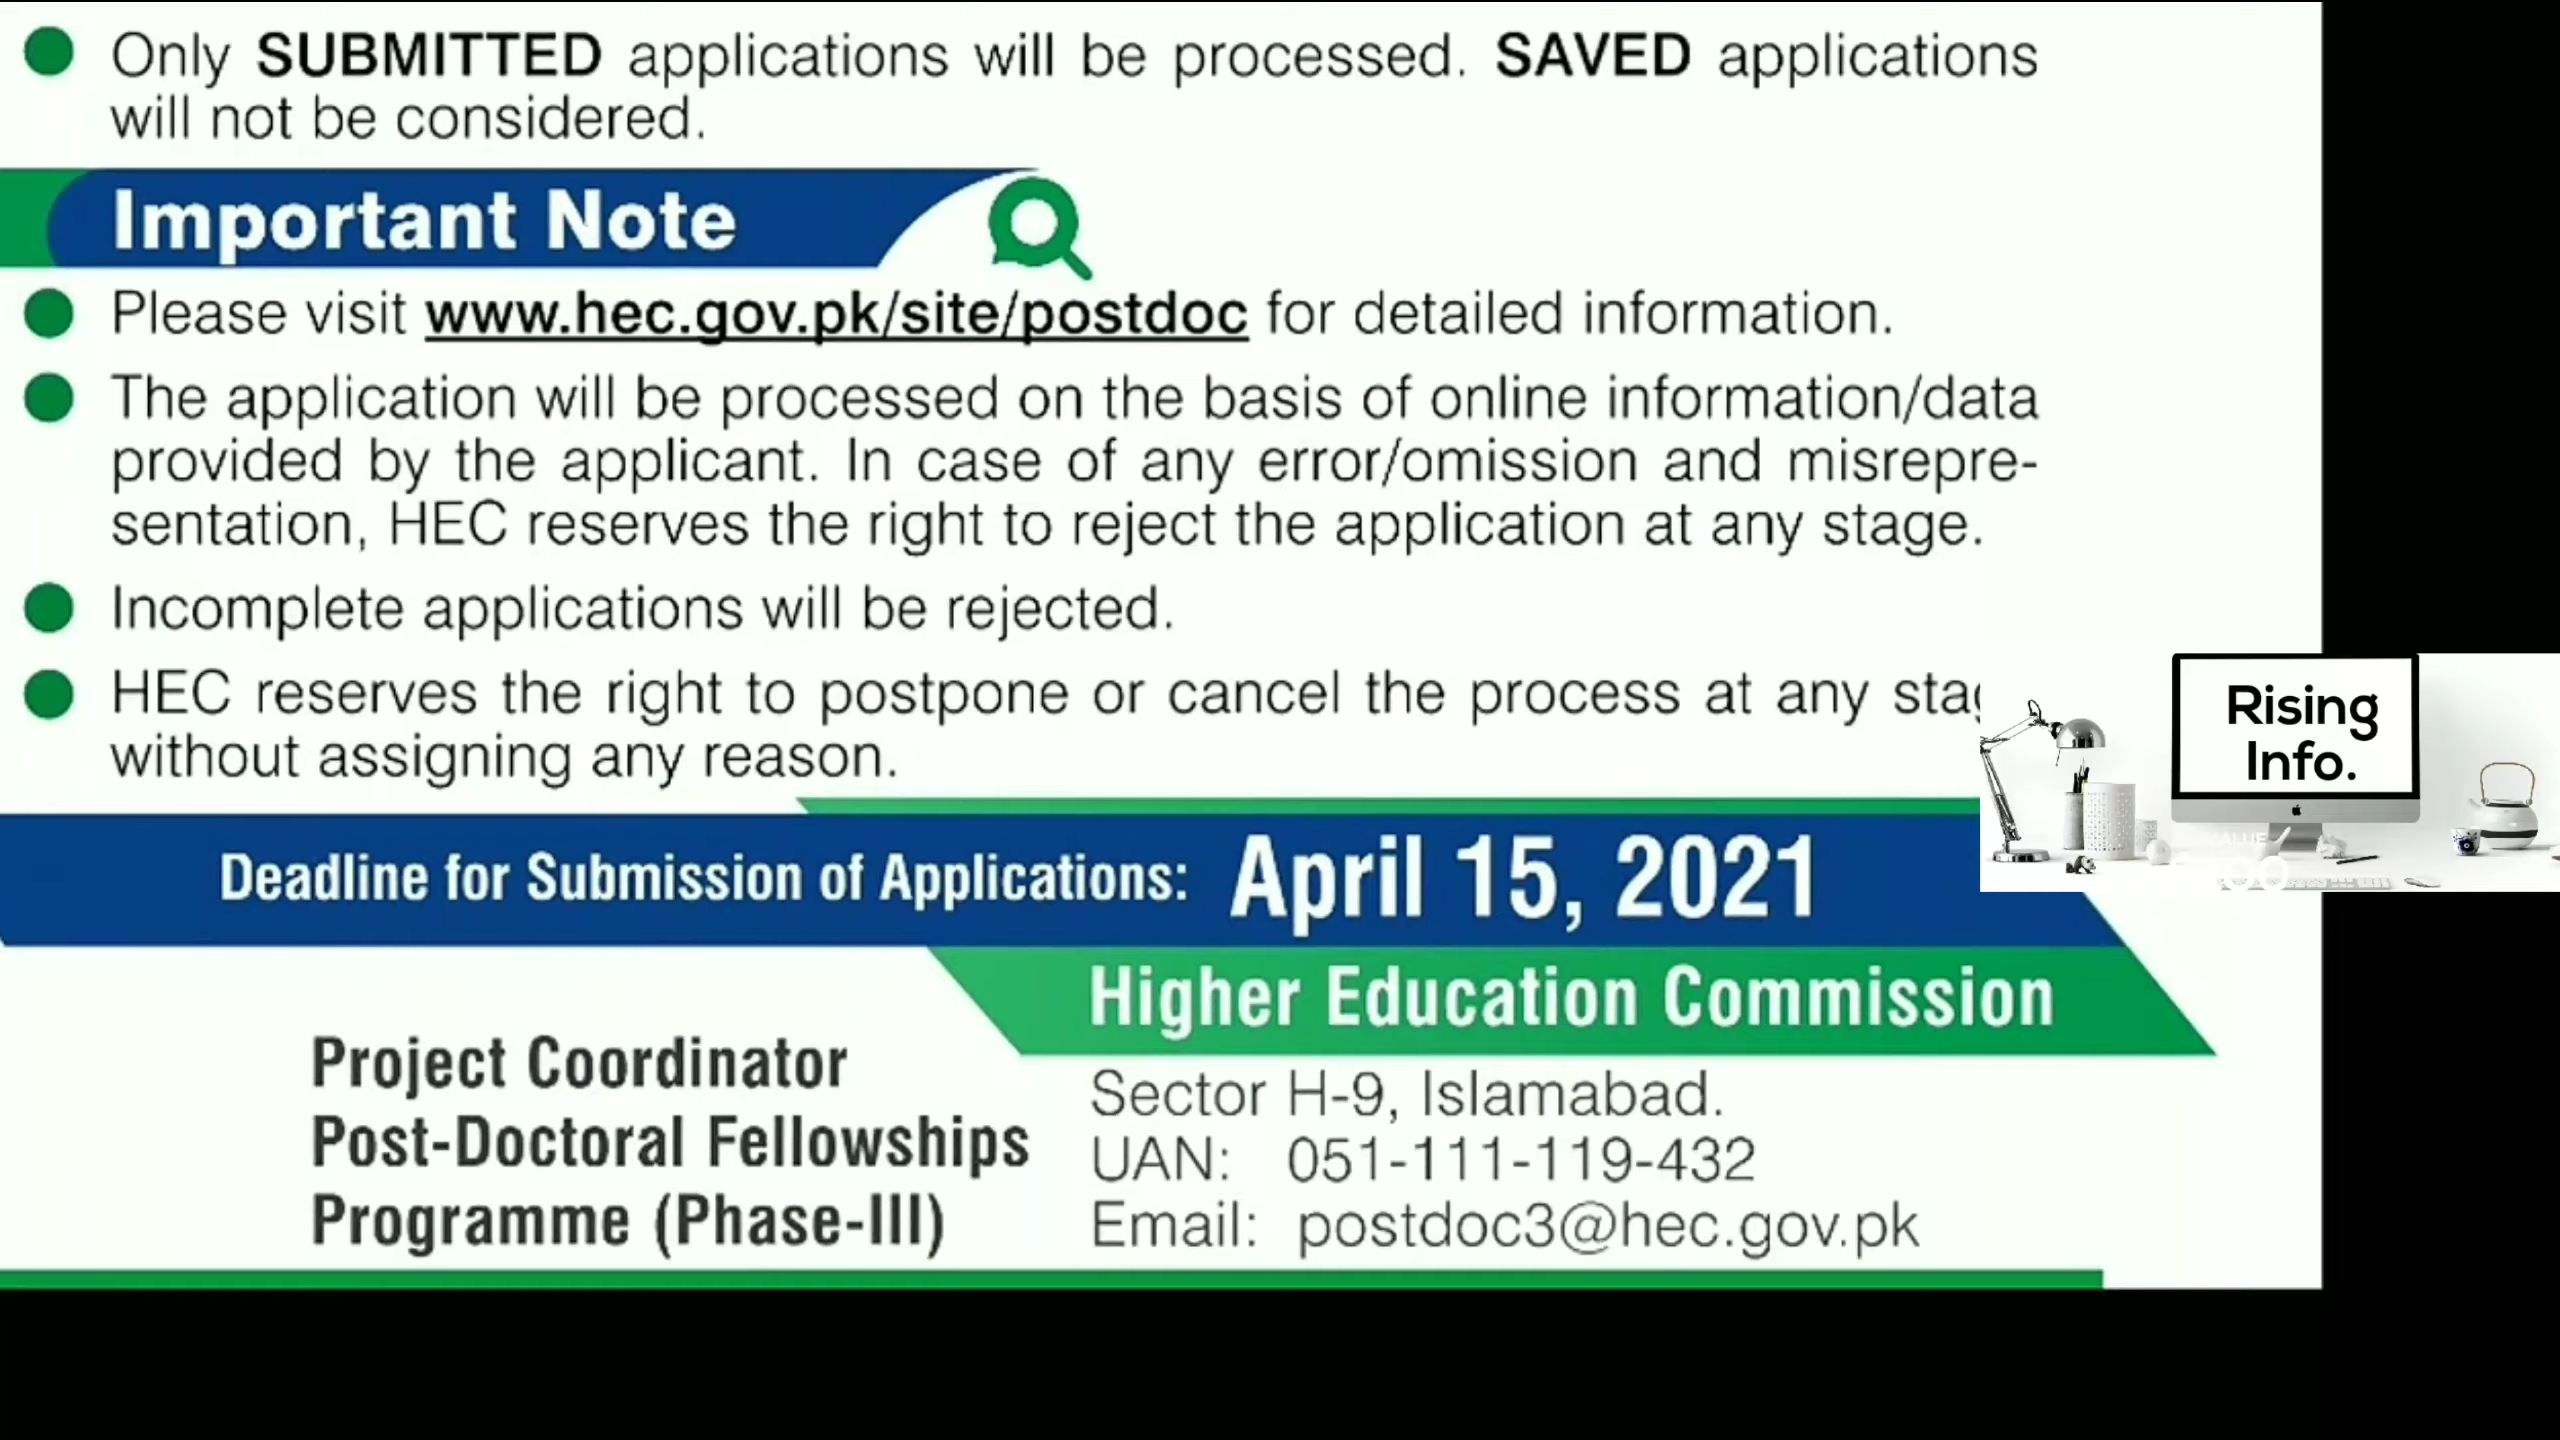 Only SUBMITTED applications will be processed. SAVED applications
will not be considered.
Important Note
Please visit www.hec.gov.pk/site/postdoc for detailed information.
The application will be processed on the basis of online information/data
provided by the applicant. In case of any error/omission and misrepre-
sentation, HEC reserves the right to reject the application at any stage.
Incomplete applications will be rejected.
HEC reserves the right to postpone or cancel the process at any
without assigning any reason.
Rising
Info.
Deadline for Submission of Applications: April 15, 2021
Higher Education Commission
Project Coordinator
Post-Doctoral Fellowships
Programme (Phase-III)
Sector H-9, Islamabad.
UAN: 051-111-119-432
Email: postdoc3@hec.gov.pk